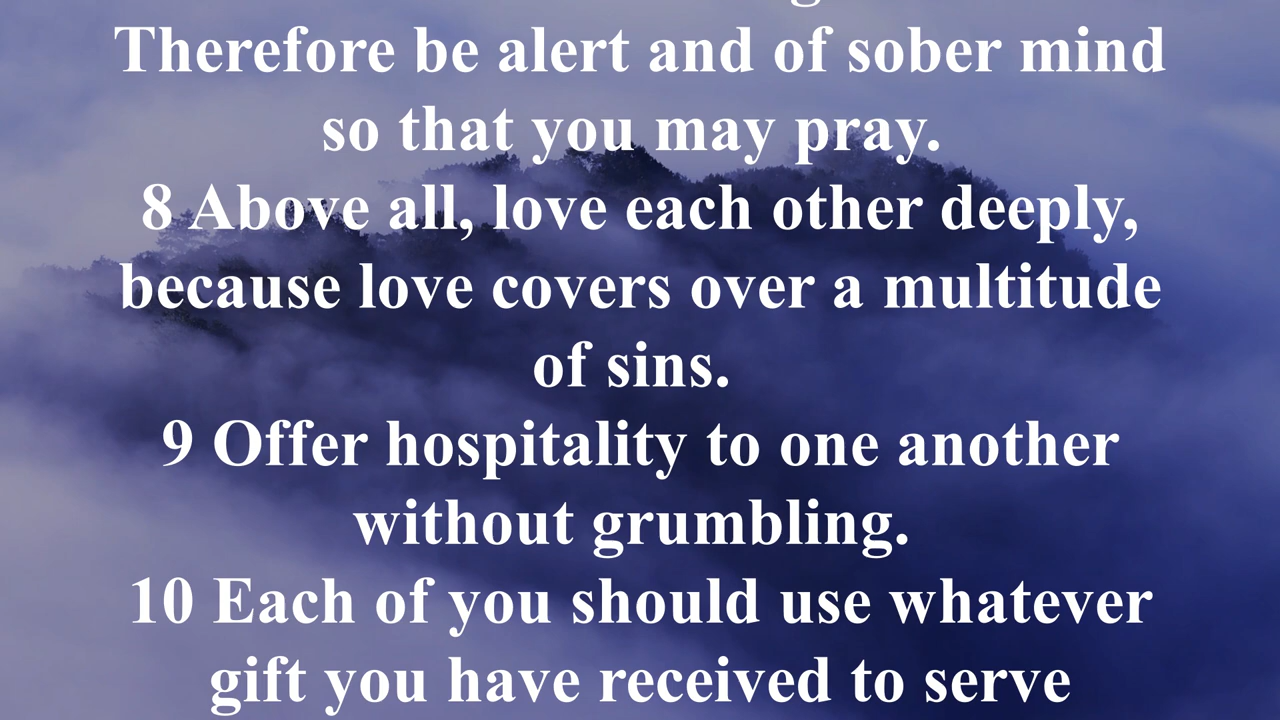 Therefore be alert and of sober mind
so that you may pray.
8 Above all, love each other deeply,
because love covers over a multitude
of sins.
9 Offer hospitality to one another
without grumbling.
10 Each of you should use whatever
gift you have received to serve